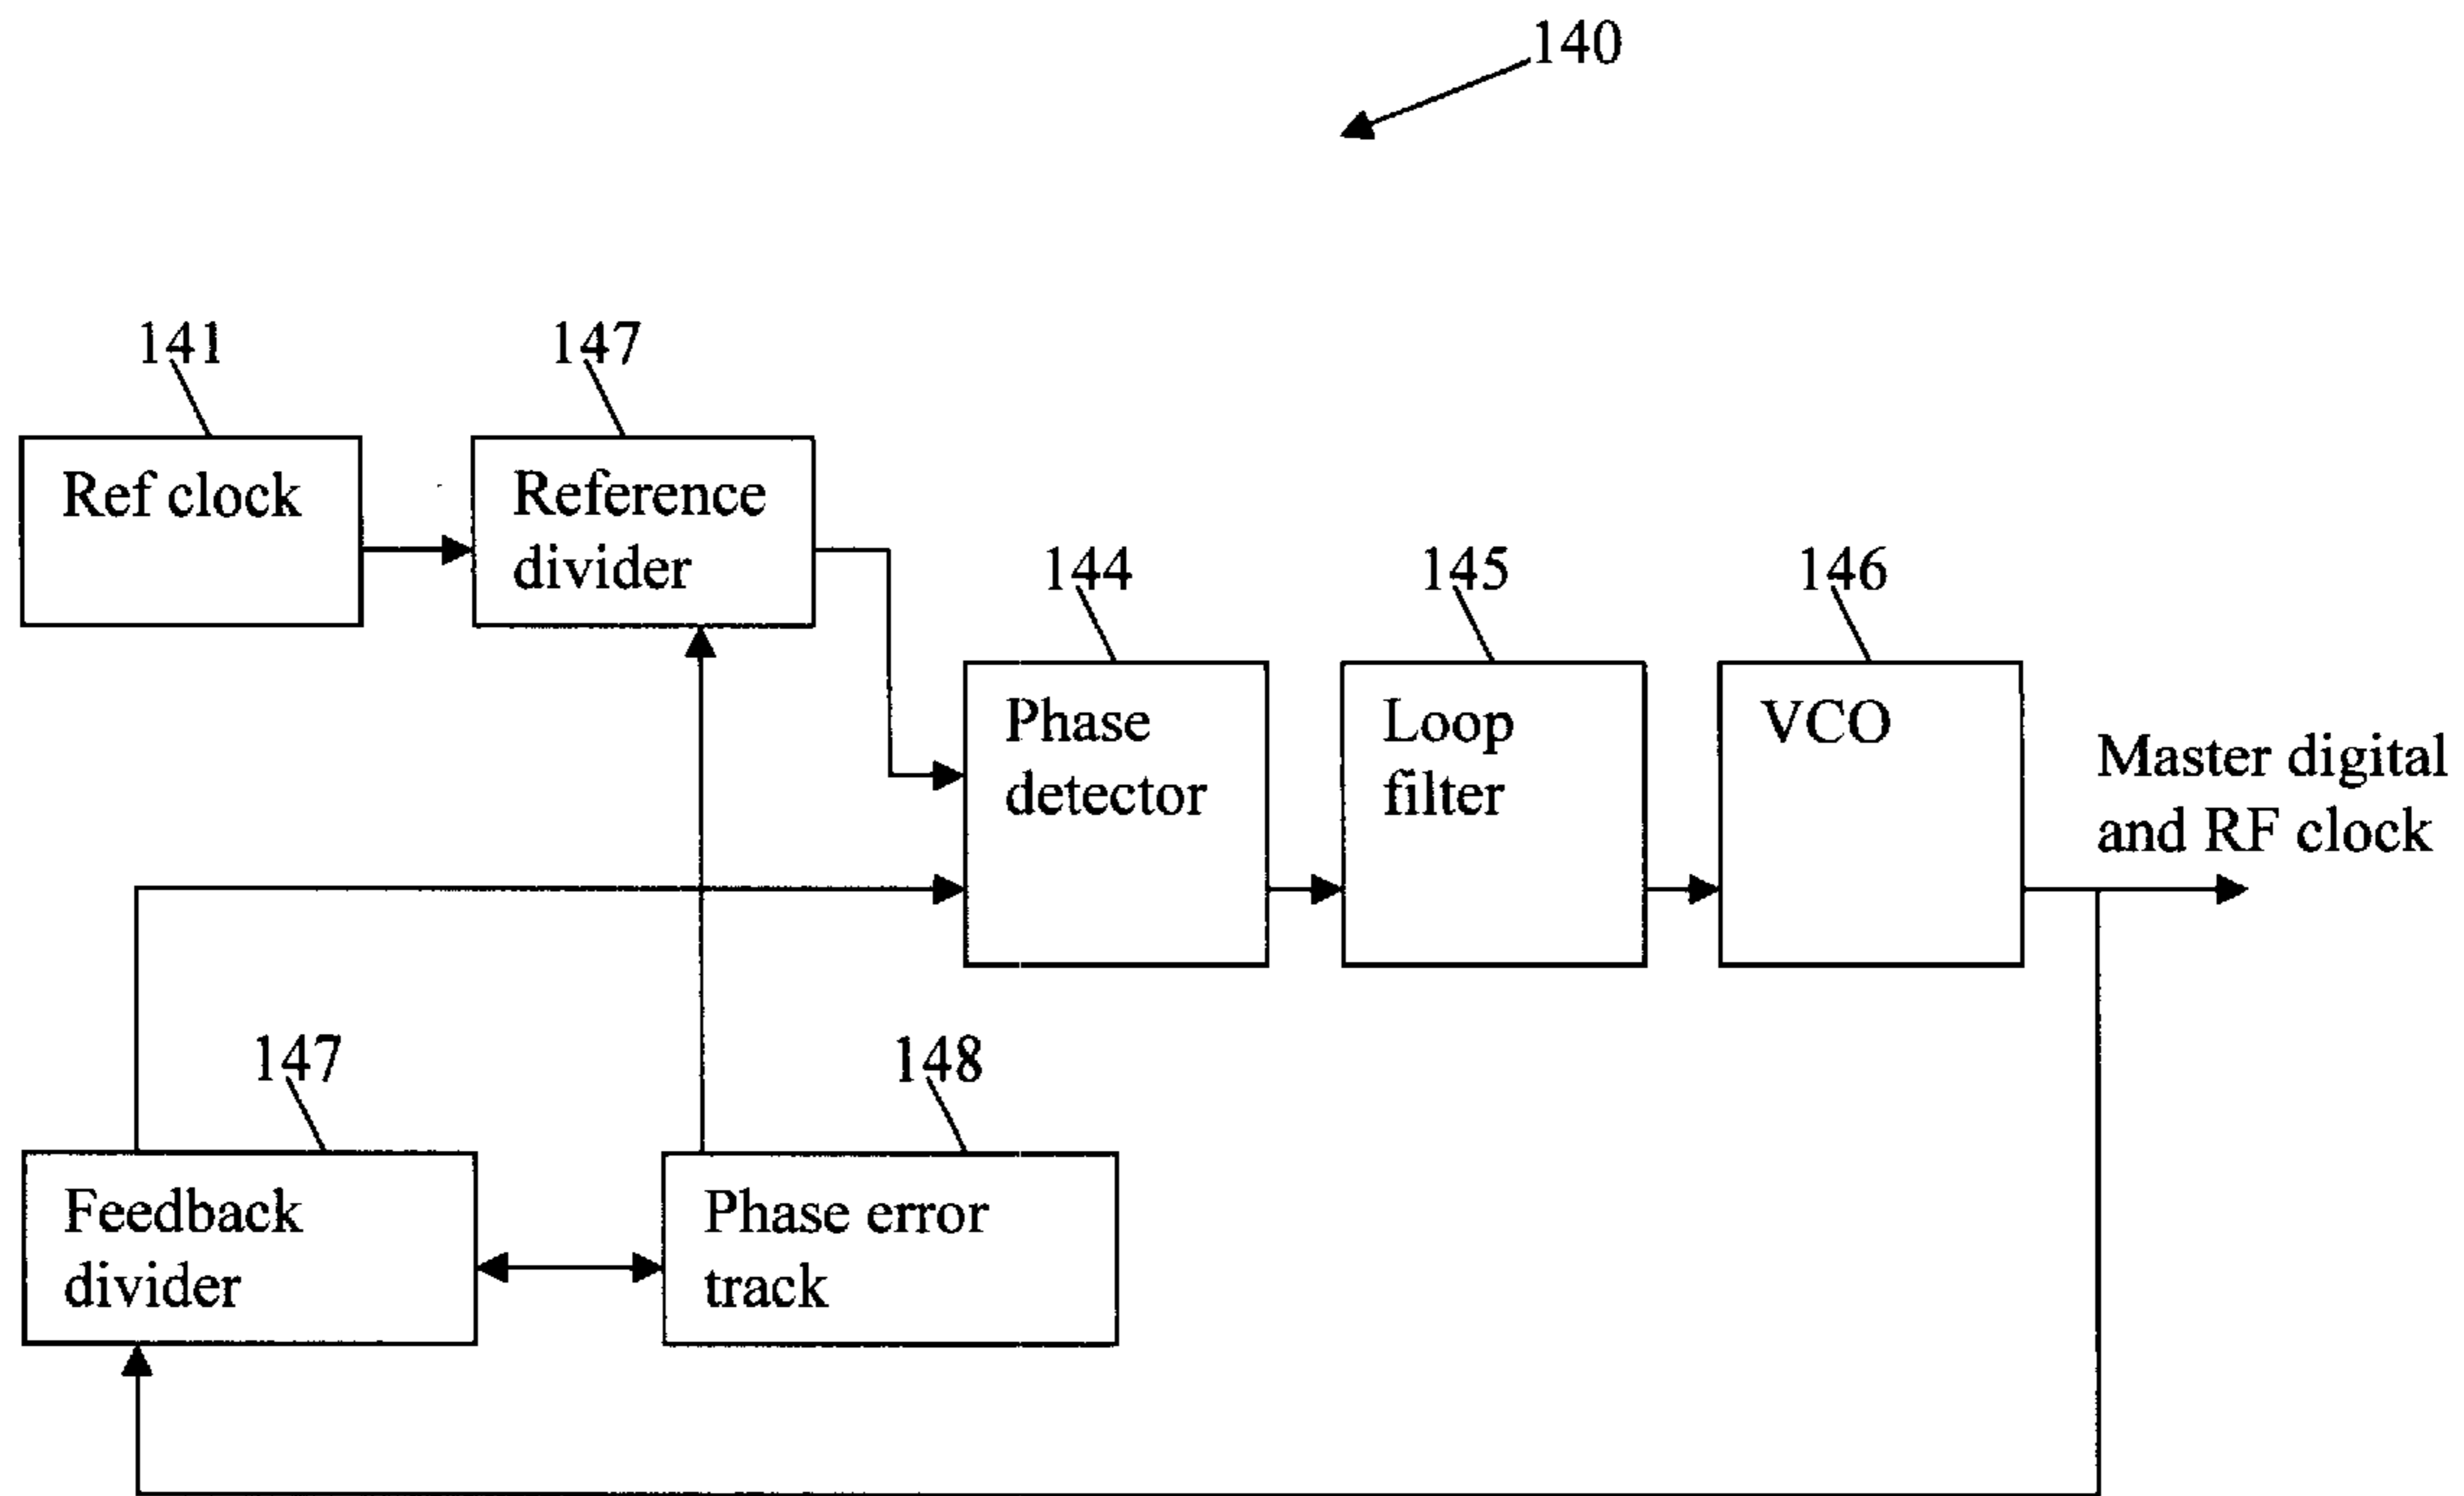 140
141
147
Ref clock
Reference
divider
144
145
146
Phase
detector
Loop
filter
VCO
Master digital
and RF clock
147
148
Feedback
divider
Phase error
track